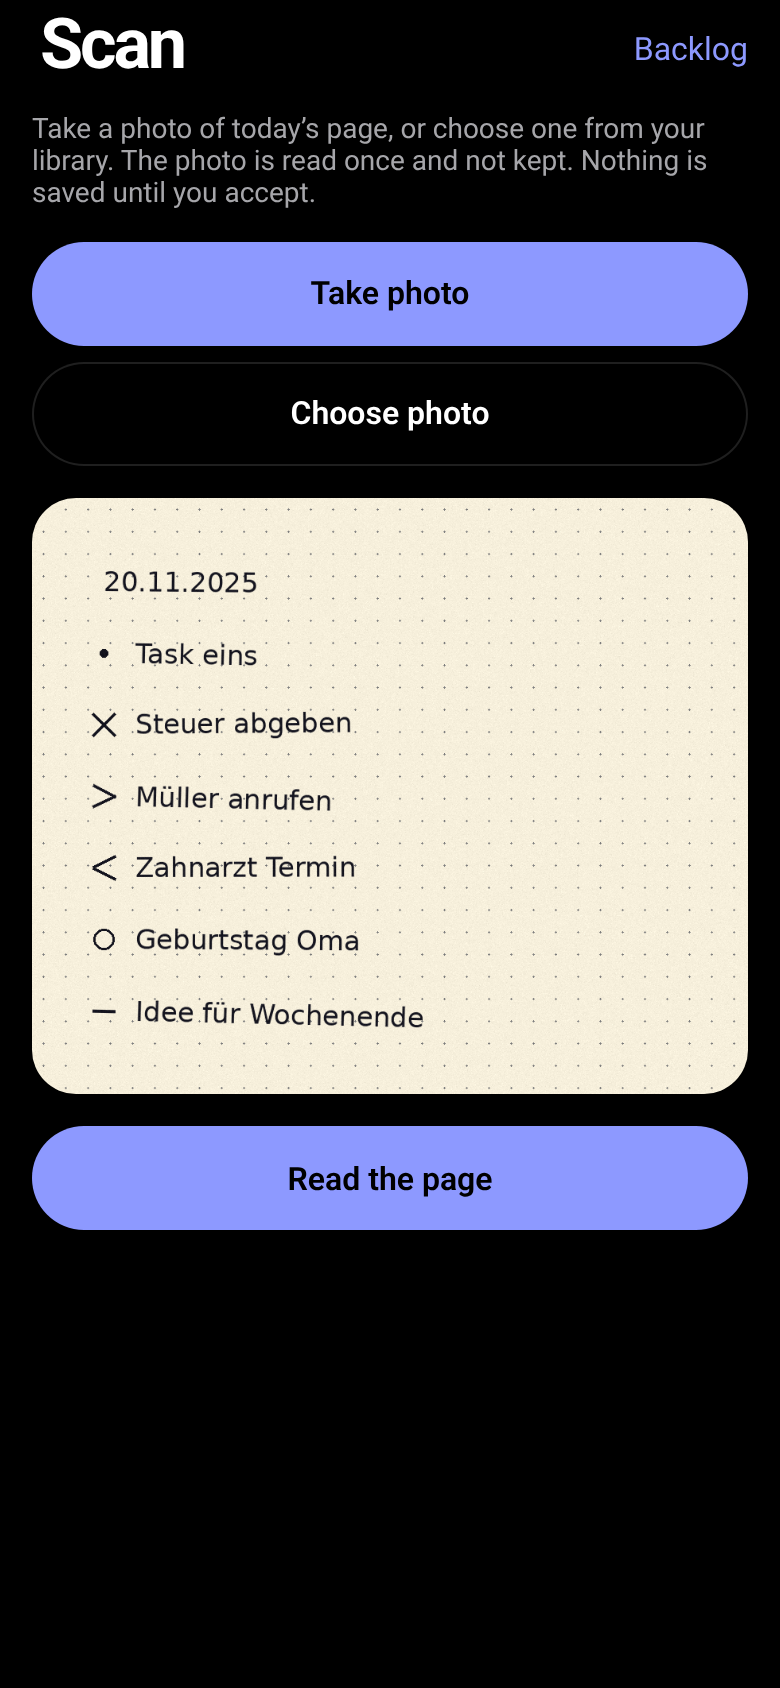 Scan
Backlog
Take a photo of today’s page, or choose one from your
library. The photo is read once and not kept. Nothing is
saved until you accept.
Take photo
Choose photo
20.11.2025
• Task eins
× Steuer abgeben
> Müller anrufen
< Zahnarzt Termin
○ Geburtstag Oma
– Idee für Wochenende
Read the page